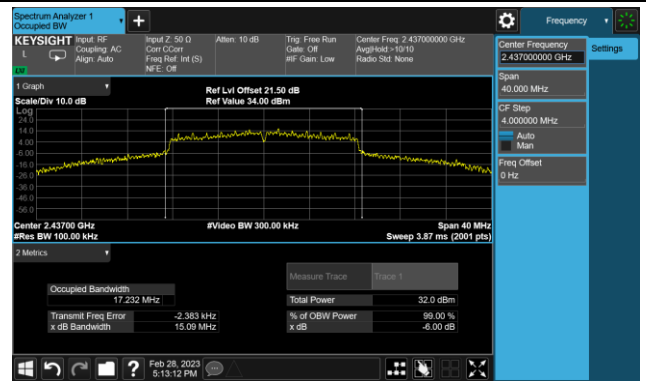 Spectrum Analyzer 1
Occupied BW
Frequency
KEYSIGHT
L
LW
Input: RF
Coupling: AC
Align: Auto
Input Z: 50 Ω
Corr CCorr
Freq Ref: Int (S)
NFE: Off
Atten: 10 dB
Trig: Free Run
Gate: Off
#IF Gain: Low
Center Freq: 2.437000000 GHz
Avg|Hold:>10/10
Radio Std: None
Center Frequency
2.437000000 GHz
Settings
Span
40.000 MHz
CF Step
4.000000 MHz
Auto
Man
Freq Offset
0 Hz
1 Graph
Scale/Div 10.0 dB
Ref Lvl Offset 21.50 dB
Ref Value 34.00 dBm
Log
24.0
14.0
4.00
-6.00
-16.0
-26.0
-36.0
-46.0
-56.0
Center 2.43700 GHz
#Res BW 100.00 kHz
#Video BW 300.00 kHz
Span 40 MHz
Sweep 3.87 ms (2001 pts)
2 Metrics
Measure Trace
Trace 1
Occupied Bandwidth
17.232 MHz
Total Power 32.0 dBm
Transmit Freq Error -2.383 kHz
% of OBW Power 99.00 %
x dB Bandwidth 15.09 MHz
x dB -6.00 dB
?
Feb 28, 2023
5:13:12 PM